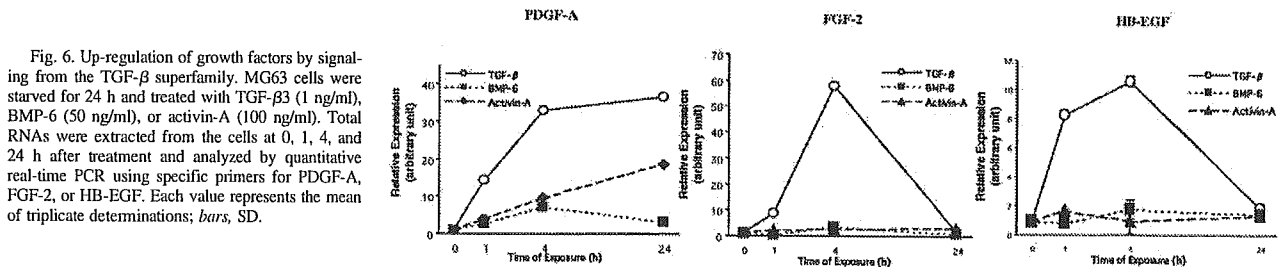 Fig. 6. Up-regulation of growth factors by signal-
ing from the TGF-β superfamily. MG63 cells were
starved for 24 h and treated with TGF-β3 (1 ng/ml),
BMP-6 (50 ng/ml), or activin-A (100 ng/ml). Total
RNAs were extracted from the cells at 0, 1, 4, and
24 h after treatment and analyzed by quantitative
real-time PCR using specific primers for PDGF-A,
FGF-2, or HB-EGF. Each value represents the mean
of triplicate determinations; bars, SD.
PDGF-A
Relative Expression
(arbitrary unit)
40
30
20
10
0
TGF-β
BMP-6
Activin-A
0 1 4 24
Time of Exposure (h)
FGF-2
Relative Expression
(arbitrary unit)
70
60
50
40
30
20
10
0
TGF-β
BMP-6
Activin-A
0 1 4 24
Time of Exposure (h)
HB-EGF
Relative Expression
(arbitrary unit)
12
10
8
6
4
2
0
TGF-β
BMP-6
Activin-A
24
Time of Exposure (h)